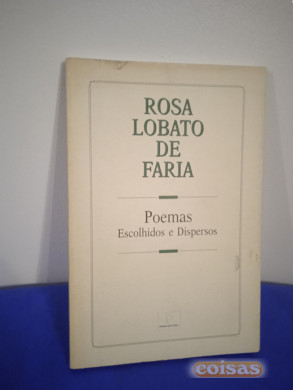 ROSA
LOBATO
DE
FARIA
Poemas
Escolhidos e Dispersos
coisas